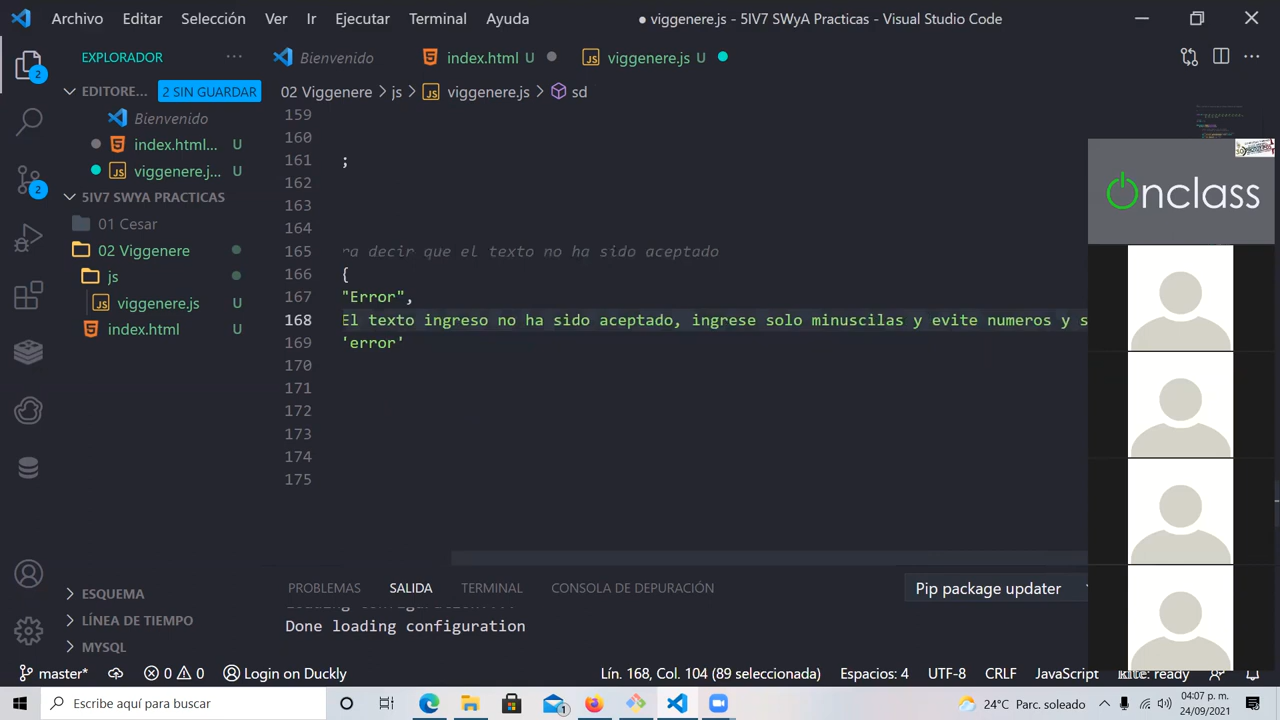 Archivo Editar Selección Ver Ir Ejecutar Terminal Ayuda
● viggenere.js - 5IV7 SWyA Practicas - Visual Studio Code
EXPLORADOR ...
Bienvenido index.html U viggenere.js U
2
EDITORE... 2 SIN GUARDAR
02 Viggenere > js > viggenere.js > sd
Bienvenido
index.html... U
viggenere.j... U
2
5IV7 SWYA PRACTICAS
01 Cesar
02 Viggenere
js
viggenere.js U
index.html U
159
160
161 ;
162
163
164
165 ra decir que el texto no ha sido aceptado
166 {
167 "Error",
168 El texto ingreso no ha sido aceptado, ingrese solo minuscilas y evite numeros y s
169 'error'
170
171
172
173
174
175
Onclass
PROBLEMAS SALIDA TERMINAL CONSOLA DE DEPURACIÓN
Pip package updater
Done loading configuration
ESQUEMA
LÍNEA DE TIEMPO
MYSQL
master* 0 0 Login on Duckly
Lín. 168, Col. 104 (89 seleccionada) Espacios: 4 UTF-8 CRLF JavaScript Kite: ready
Escribe aquí para buscar
1
24°C Parc. soleado
04:07 p. m.
24/09/2021